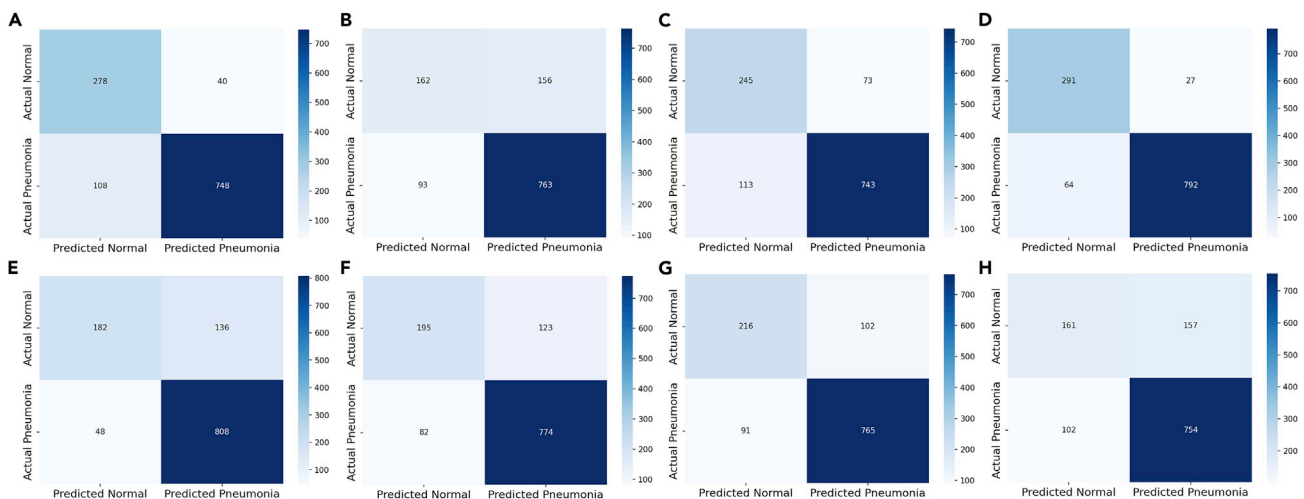 A
Actual Normal
Actual Pneumonia
278
40
108
748
Predicted Normal
Predicted Pneumonia
700
600
500
400
300
200
100
B
Actual Normal
Actual Pneumonia
162
156
93
763
Predicted Normal
Predicted Pneumonia
700
600
500
400
300
200
100
C
Actual Normal
Actual Pneumonia
245
73
113
743
Predicted Normal
Predicted Pneumonia
700
600
500
400
300
200
100
D
Actual Normal
Actual Pneumonia
291
27
64
792
Predicted Normal
Predicted Pneumonia
700
600
500
400
300
200
100
E
Actual Normal
Actual Pneumonia
182
136
48
808
Predicted Normal
Predicted Pneumonia
800
700
600
500
400
300
200
100
F
Actual Normal
Actual Pneumonia
195
123
82
774
Predicted Normal
Predicted Pneumonia
700
600
500
400
300
200
100
G
Actual Normal
Actual Pneumonia
216
102
91
765
Predicted Normal
Predicted Pneumonia
700
600
500
400
300
200
100
H
Actual Normal
Actual Pneumonia
161
157
102
754
Predicted Normal
Predicted Pneumonia
700
600
500
400
300
200